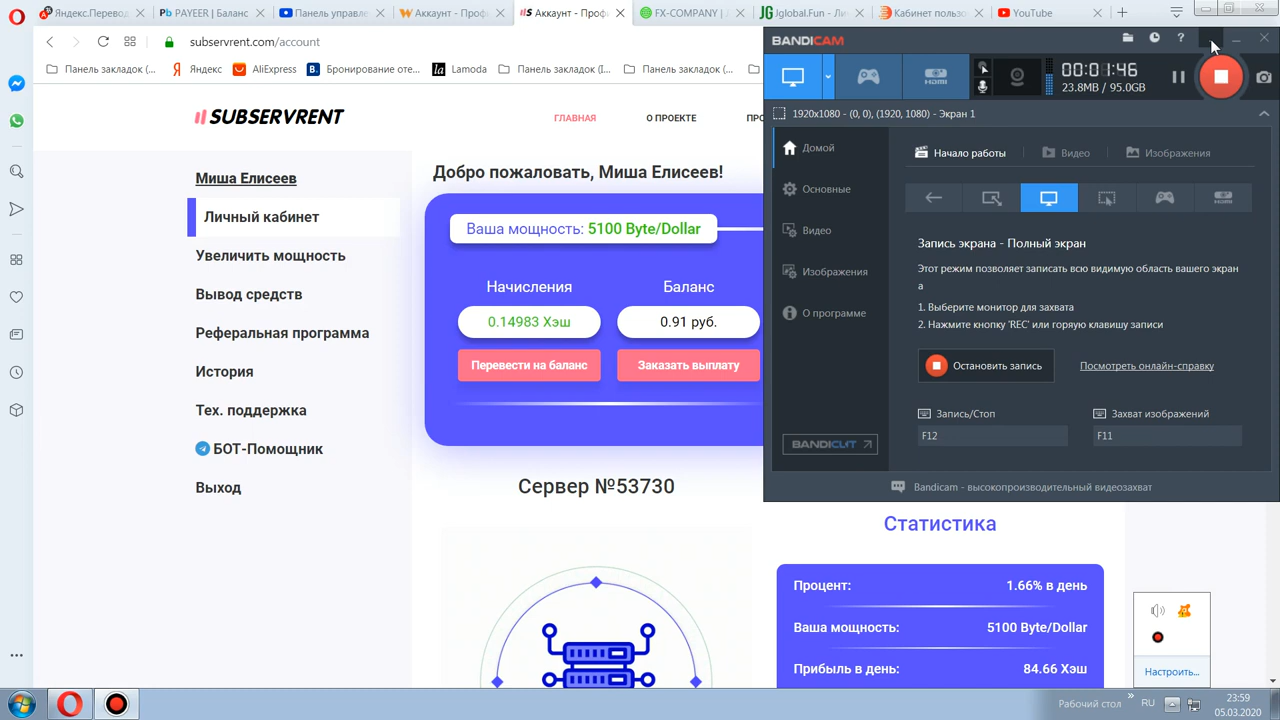 Яндекс.Перевод
PAYEER | Баланс
Панель управле
Аккаунт - Профи
Аккаунт - Профи
FX-COMPANY | Л
Jglobal.Fun - Ли
Кабинет пользо
YouTube
subservrent.com/account
Панель закладок (...
Яндекс
AliExpress
Бронирование оте...
Lamoda
Панель закладок (І...
Панель закладок (...
SUBSERVRENT
ГЛАВНАЯ
О ПРОЕКТЕ
ПРО
Миша Елисеев
Личный кабинет
Увеличить мощность
Вывод средств
Реферальная программа
История
Тех. поддержка
БОТ-Помощник
Выход
Добро пожаловать, Миша Елисеев!
Ваша мощность: 5100 Byte/Dollar
Начисления
Баланс
0.14983 Хэш
0.91 руб.
Перевести на баланс
Заказать выплату
Сервер №53730
Статистика
Процент: 1.66% в день
Ваша мощность: 5100 Byte/Dollar
Прибыль в день: 84.66 Хэш
BANDICAM
HDMI
00:01:46
23.8MB / 95.0GB
1920x1080 - (0, 0), (1920, 1080) - Экран 1
Домой
Основные
Видео
Изображения
О программе
BANDICUT
Начало работы
Видео
Изображения
HDMI
Запись экрана - Полный экран
Этот режим позволяет записать всю видимую область вашего экран
а
1. Выберите монитор для захвата
2. Нажмите кнопку 'REC' или горяую клавишу записи
Остановить запись
Посмотреть онлайн-справку
Запись/Стоп
Захват изображений
F12
F11
Bandicam - высокопроизводительный видеозахват
Настроить...
Рабочий стол
RU
23:59
05.03.2020